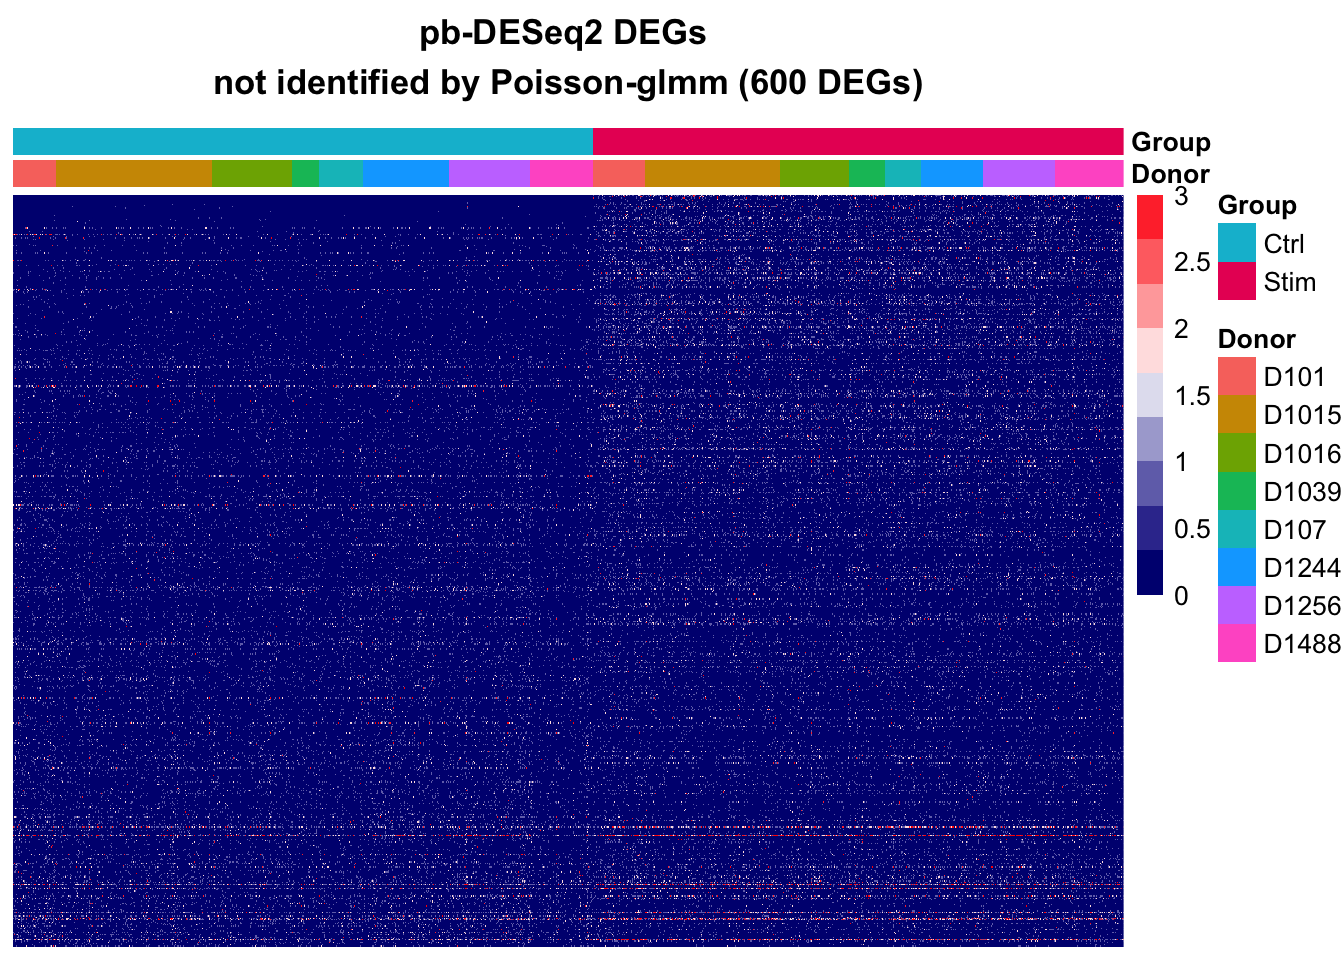 pb-DESeq2 DEGs
not identified by Poisson-glmm (600 DEGs)
Group
Donor
3
2.5
2
1.5
1
0.5
0
Group
Ctrl
Stim
Donor
D101
D1015
D1016
D1039
D107
D1244
D1256
D1488